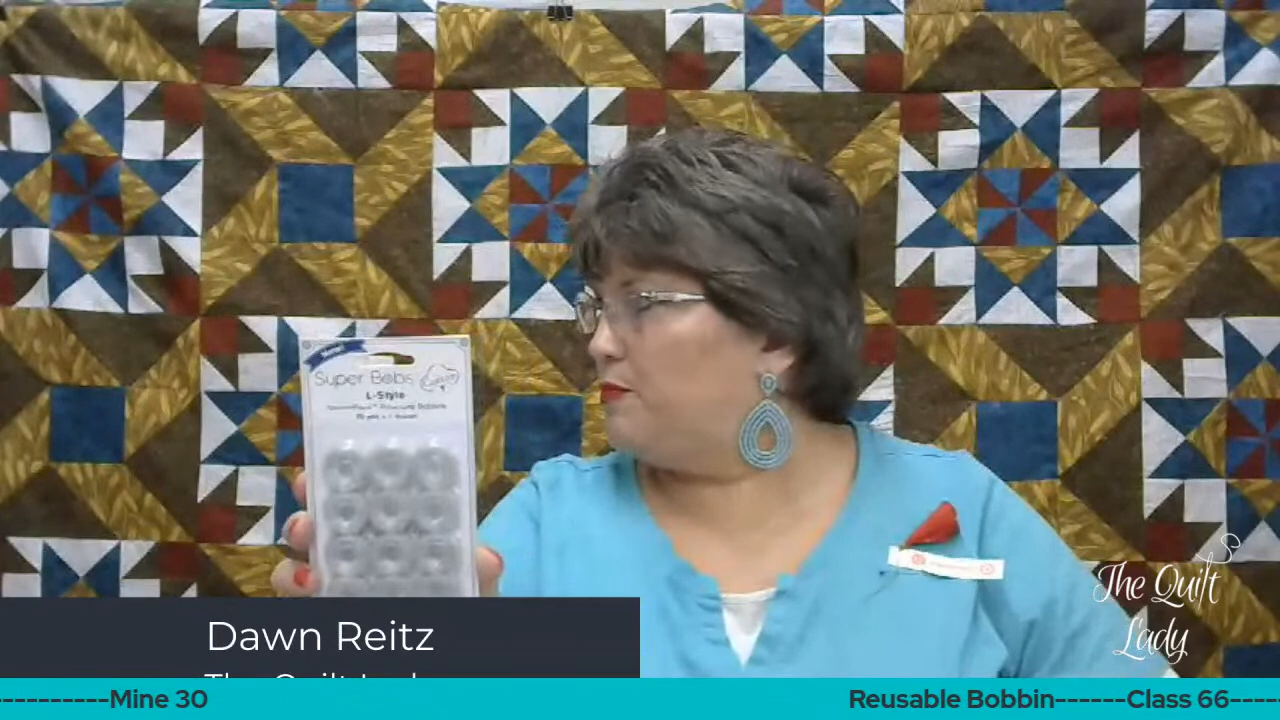 Super Bobs
L-Style
The Quilt
Lady
Dawn Reitz
----------Mine 30
Reusable Bobbin------Class 66----